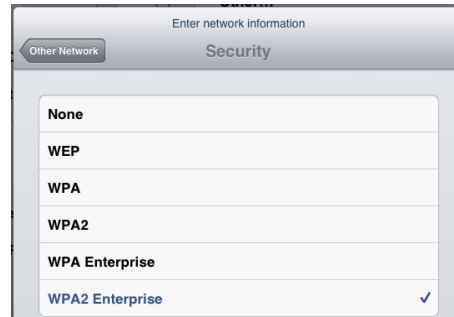 Enter network information
Other Network
Security
None
WEP
WPA
WPA2
WPA Enterprise
WPA2 Enterprise